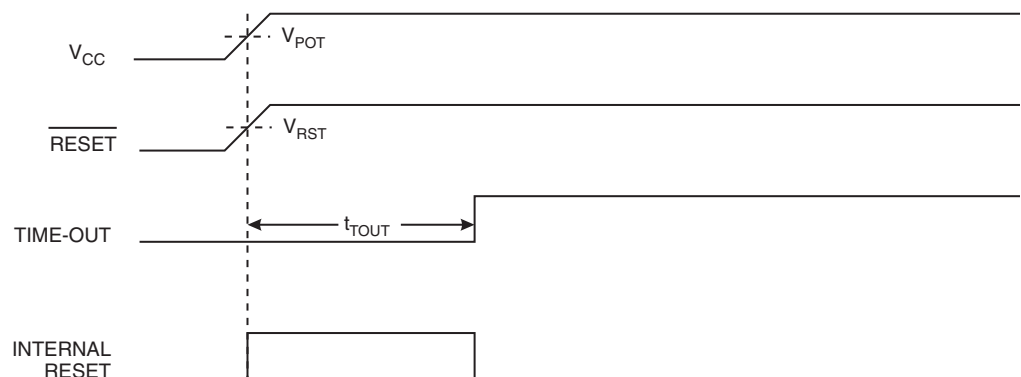 V_CC
V_POT
RESET
V_RST
TIME-OUT
t_TOUT
INTERNAL
RESET